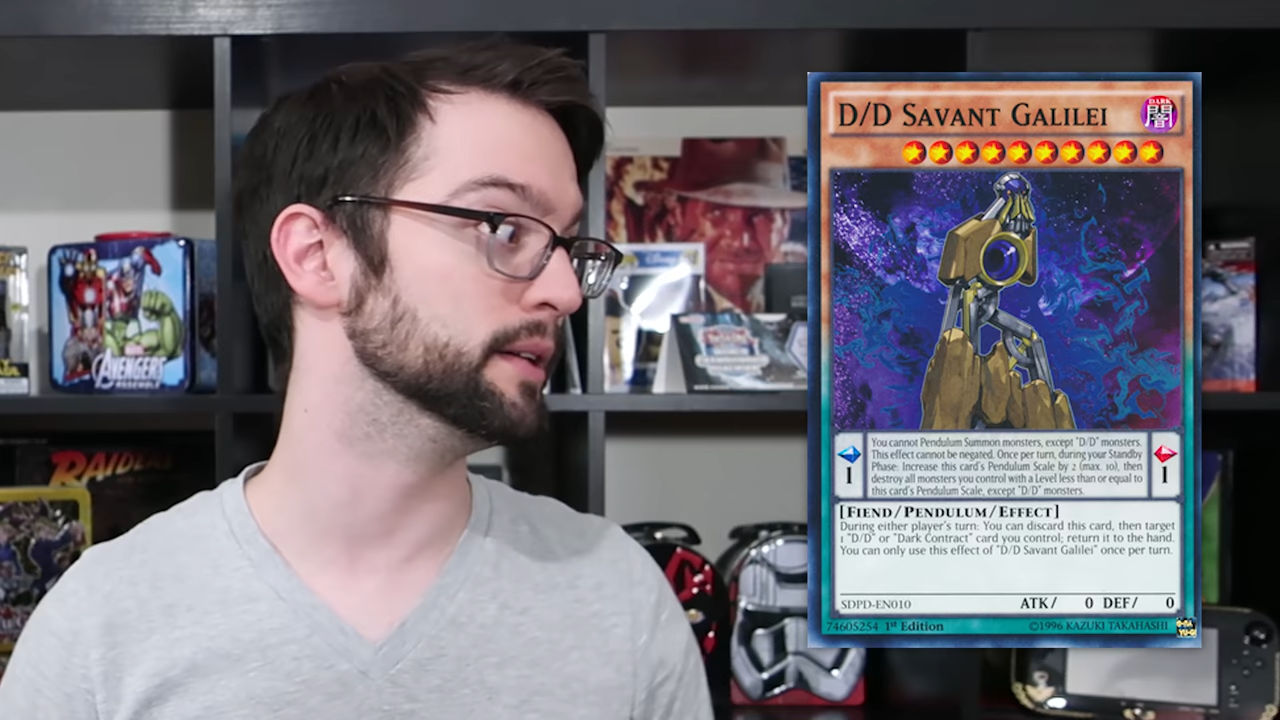 D/D SAVANT GALILEI
DARK
闇
You cannot Pendulum Summon monsters, except "D/D" monsters.
This effect cannot be negated. Once per turn, during your Standby
Phase: Increase this card's Pendulum Scale by 2 (max. 10), then
destroy all monsters you control with a Level less than or equal to
this card's Pendulum Scale, except "D/D" monsters.
1
1
[FIEND/PENDULUM/EFFECT]
During either player's turn: You can discard this card, then target
1 "D/D" or "Dark Contract" card you control; return it to the hand.
You can only use this effect of "D/D Savant Galilei" once per turn.
SDPD-EN010
ATK/ 0 DEF/ 0
74605254 1st Edition
©1996 KAZUKI TAKAHASHI
AVENGERS
ASSEMBLE
Disney